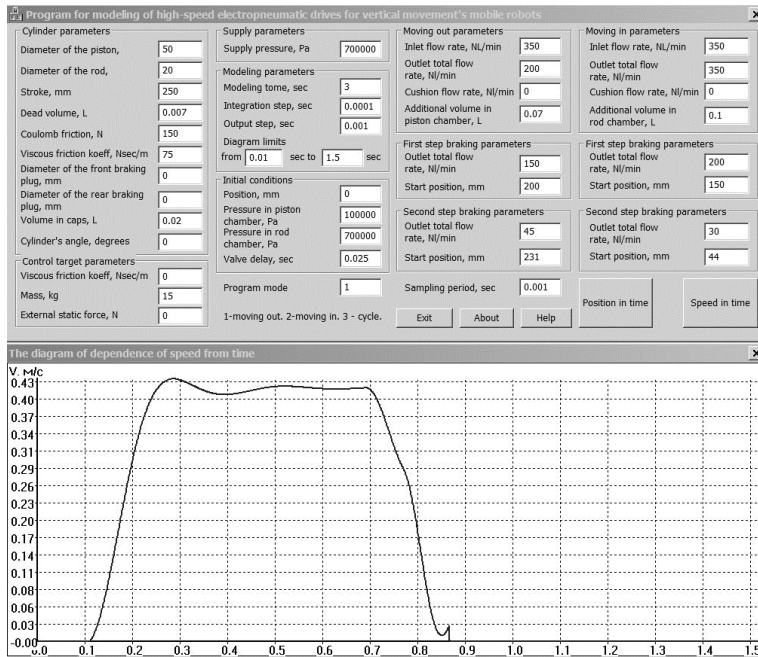 Program for modeling of high-speed electropneumatic drives for vertical movement's mobile robots
Cylinder parameters
Diameter of the piston, 50
Diameter of the rod, 20
Stroke, mm 250
Dead volume, L 0.007
Coulomb friction, N 150
Viscous friction koeff, Nsec/m 75
Diameter of the front braking
plug, mm 0
Diameter of the rear braking
plug, mm 0
Volume in caps, L 0.02
Cylinder's angle, degrees 0
Control target parameters
Viscous friction koeff, Nsec/m 0
Mass, kg 15
External static force, N 0
Supply parameters
Supply pressure, Pa 700000
Modeling parameters
Modeling tome, sec 3
Integration step, sec 0.0001
Output step, sec 0.001
Diagram limits
from 0.01 sec to 1.5 sec
Initial conditions
Position, mm 0
Pressure in piston
chamber, Pa 100000
Pressure in rod
chamber, Pa 700000
Valve delay, sec 0.025
Program mode 1
1-moving out. 2-moving in. 3 - cycle.
Moving out parameters
Inlet flow rate, NL/min 350
Outlet total flow
rate, Nl/min 200
Cushion flow rate, Nl/min 0
Additional volume in
piston chamber, L 0.07
First step braking parameters
Outlet total flow
rate, Nl/min 150
Start position, mm 200
Second step braking parameters
Outlet total flow
rate, Nl/min 45
Start position, mm 231
Sampling period, sec 0.001
Exit About Help
Moving in parameters
Inlet flow rate, NL/min 350
Outlet total flow
rate, Nl/min 350
Cushion flow rate, Nl/min 0
Additional volume in
rod chamber, L 0.1
First step braking parameters
Outlet total flow
rate, Nl/min 200
Start position, mm 150
Second step braking parameters
Outlet total flow
rate, Nl/min 30
Start position, mm 44
Position in time Speed in time
The diagram of dependence of speed from time
V. м/с
0.43
0.40
0.37
0.34
0.31
0.29
0.26
0.23
0.20
0.17
0.14
0.11
0.08
0.06
0.03
-0.00
0.0 0.1 0.2 0.3 0.4 0.5 0.6 0.7 0.8 0.9 1.0 1.1 1.2 1.3 1.4 1.5